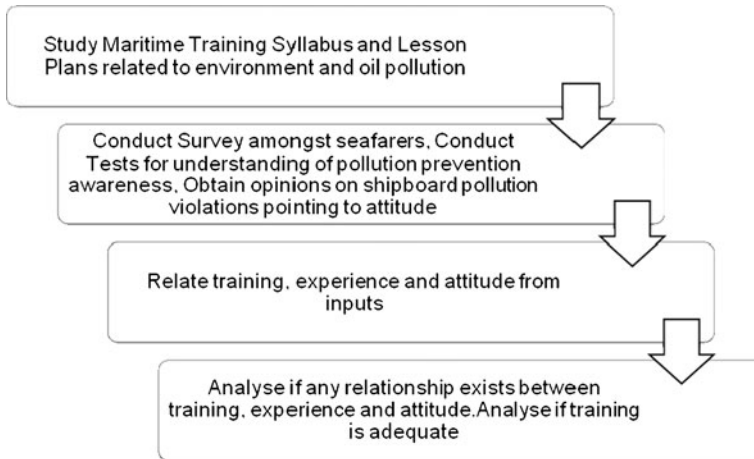 Study Maritime Training Syllabus and Lesson
Plans related to environment and oil pollution
Conduct Survey amongst seafarers, Conduct
Tests for understanding of pollution prevention
awareness, Obtain opinions on shipboard pollution
violations pointing to attitude
Relate training, experience and attitude from
inputs
Analyse if any relationship exists between
training, experience and attitude.Analyse if training
is adequate